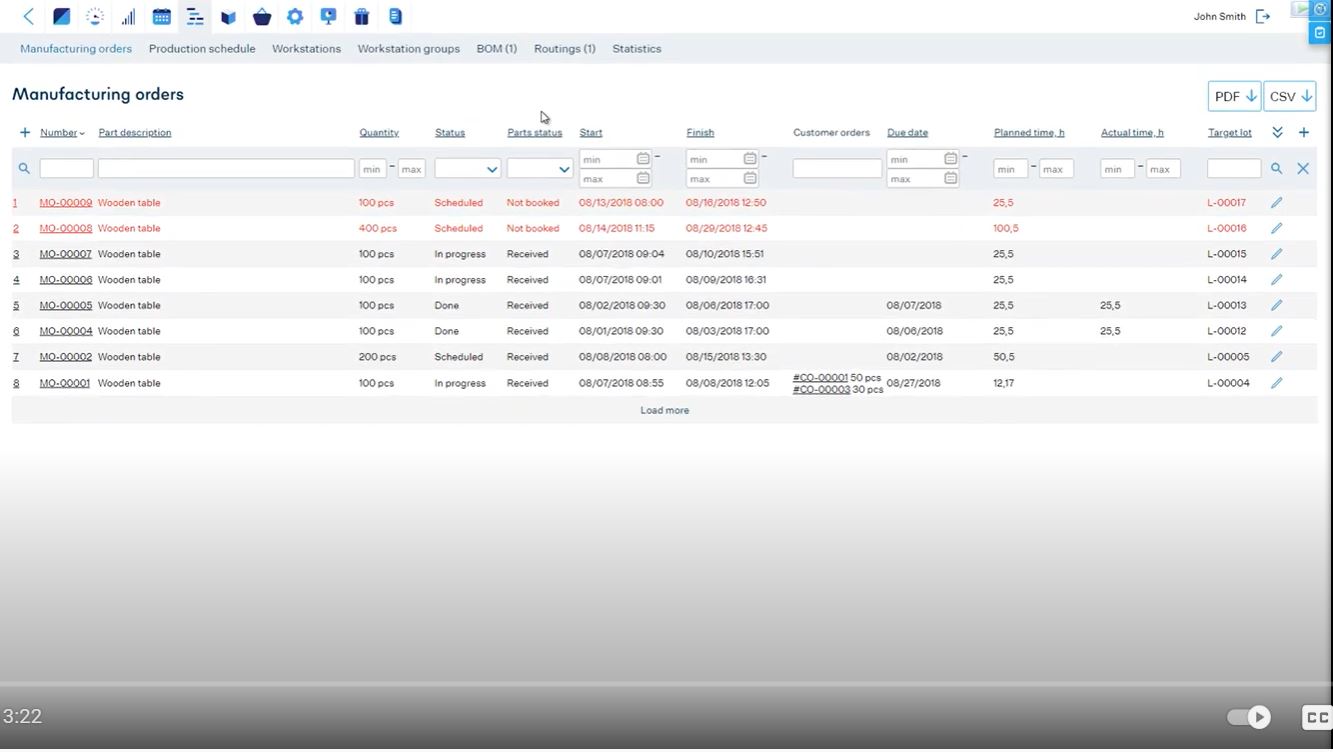 John Smith
Manufacturing orders Production schedule Workstations Workstation groups BOM (1) Routings (1) Statistics
Manufacturing orders
PDF CSV
+ Number Part description Quantity Status Parts status Start Finish Customer orders Due date Planned time, h Actual time, h Target lot +
min – max min – min – min – min – max min – max
max max max
1 MO-00009 Wooden table 100 pcs Scheduled Not booked 08/13/2018 08:00 08/16/2018 12:50 25,5 L-00017
2 MO-00008 Wooden table 400 pcs Scheduled Not booked 08/14/2018 11:15 08/29/2018 12:45 100,5 L-00016
3 MO-00007 Wooden table 100 pcs In progress Received 08/07/2018 09:04 08/10/2018 15:51 25,5 L-00015
4 MO-00006 Wooden table 100 pcs In progress Received 08/07/2018 09:01 08/09/2018 16:31 25,5 L-00014
5 MO-00005 Wooden table 100 pcs Done Received 08/02/2018 09:30 08/06/2018 17:00 08/07/2018 25,5 25,5 L-00013
6 MO-00004 Wooden table 100 pcs Done Received 08/01/2018 09:30 08/03/2018 17:00 08/06/2018 25,5 25,5 L-00012
7 MO-00002 Wooden table 200 pcs Scheduled Received 08/08/2018 08:00 08/15/2018 13:30 08/02/2018 50,5 L-00005
8 MO-00001 Wooden table 100 pcs In progress Received 08/07/2018 08:55 08/08/2018 12:05 #CO-00001 50 pcs 08/27/2018 12,17 L-00004
#CO-00003 30 pcs
Load more
3:22
CC